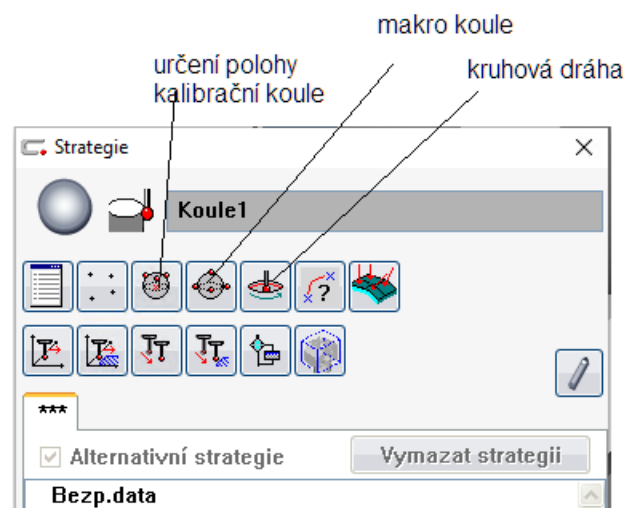 makro koule
určení polohy
kalibrační koule
kruhová dráha
Strategie
Koule1
?
***
Alternativní strategie
Vymazat strategii
Bezp.data